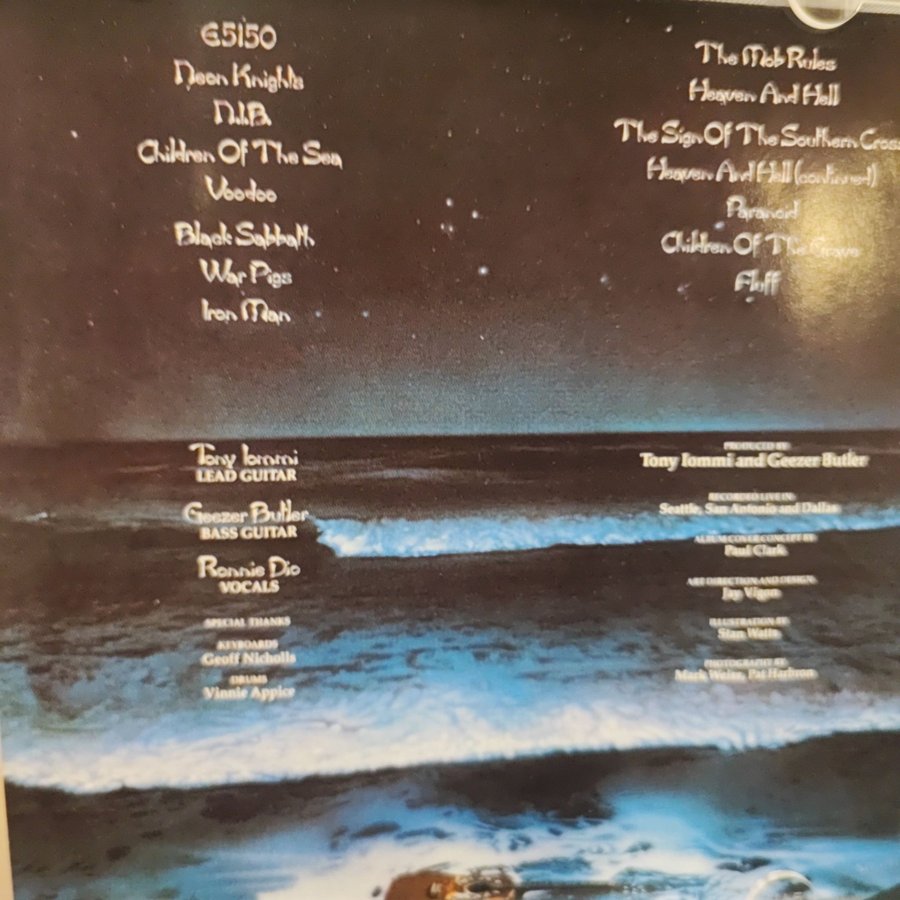 E5150
Neon Knights
N.I.B.
Children Of The Sea
Voodoo
Black Sabbath
War Pigs
Iron Man
The Mob Rules
Heaven And Hell
The Sign Of The Southern Cross
Heaven And Hell (continued)
Paranoid
Children Of The Grave
Fluff
Tony Iommi
LEAD GUITAR
Geezer Butler
BASS GUITAR
Ronnie Dio
VOCALS
SPECIAL THANKS
KEYBOARDS
Geoff Nicholls
DRUMS
Vinnie Appice
PRODUCED BY
Tony Iommi and Geezer Butler
RECORDED LIVE IN
Seattle, San Antonio and Dallas
ALBUM COVER CONCEPT BY
Paul Clark
ART DIRECTION AND DESIGN
Jay Vigon
ILLUSTRATION BY
Stan Watts
PHOTOGRAPHY BY
Mark Weiss, Pat Harbron